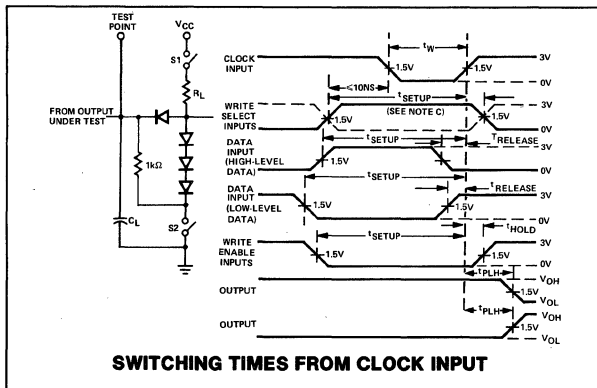 TEST
POINT
VCC
S1
RL
FROM OUTPUT
UNDER TEST
1kΩ
CL
S2
CLOCK
INPUT
tW
1.5V
1.5V
3V
0V
≤10NS
tSETUP
WRITE
SELECT
INPUTS
1.5V
(SEE NOTE C)
1.5V
3V
0V
DATA
INPUT
(HIGH-LEVEL
DATA)
tSETUP
TRELEASE
1.5V
1.5V
3V
0V
DATA
INPUT
(LOW-LEVEL
DATA)
tSETUP
tRELEASE
1.5V
1.5V
3V
0V
WRITE
ENABLE
INPUTS
tSETUP
tHOLD
1.5V
1.5V
3V
0V
OUTPUT
tPLH
1.5V
VOH
VOL
OUTPUT
tPLH
1.5V
VOH
VOL
SWITCHING TIMES FROM CLOCK INPUT